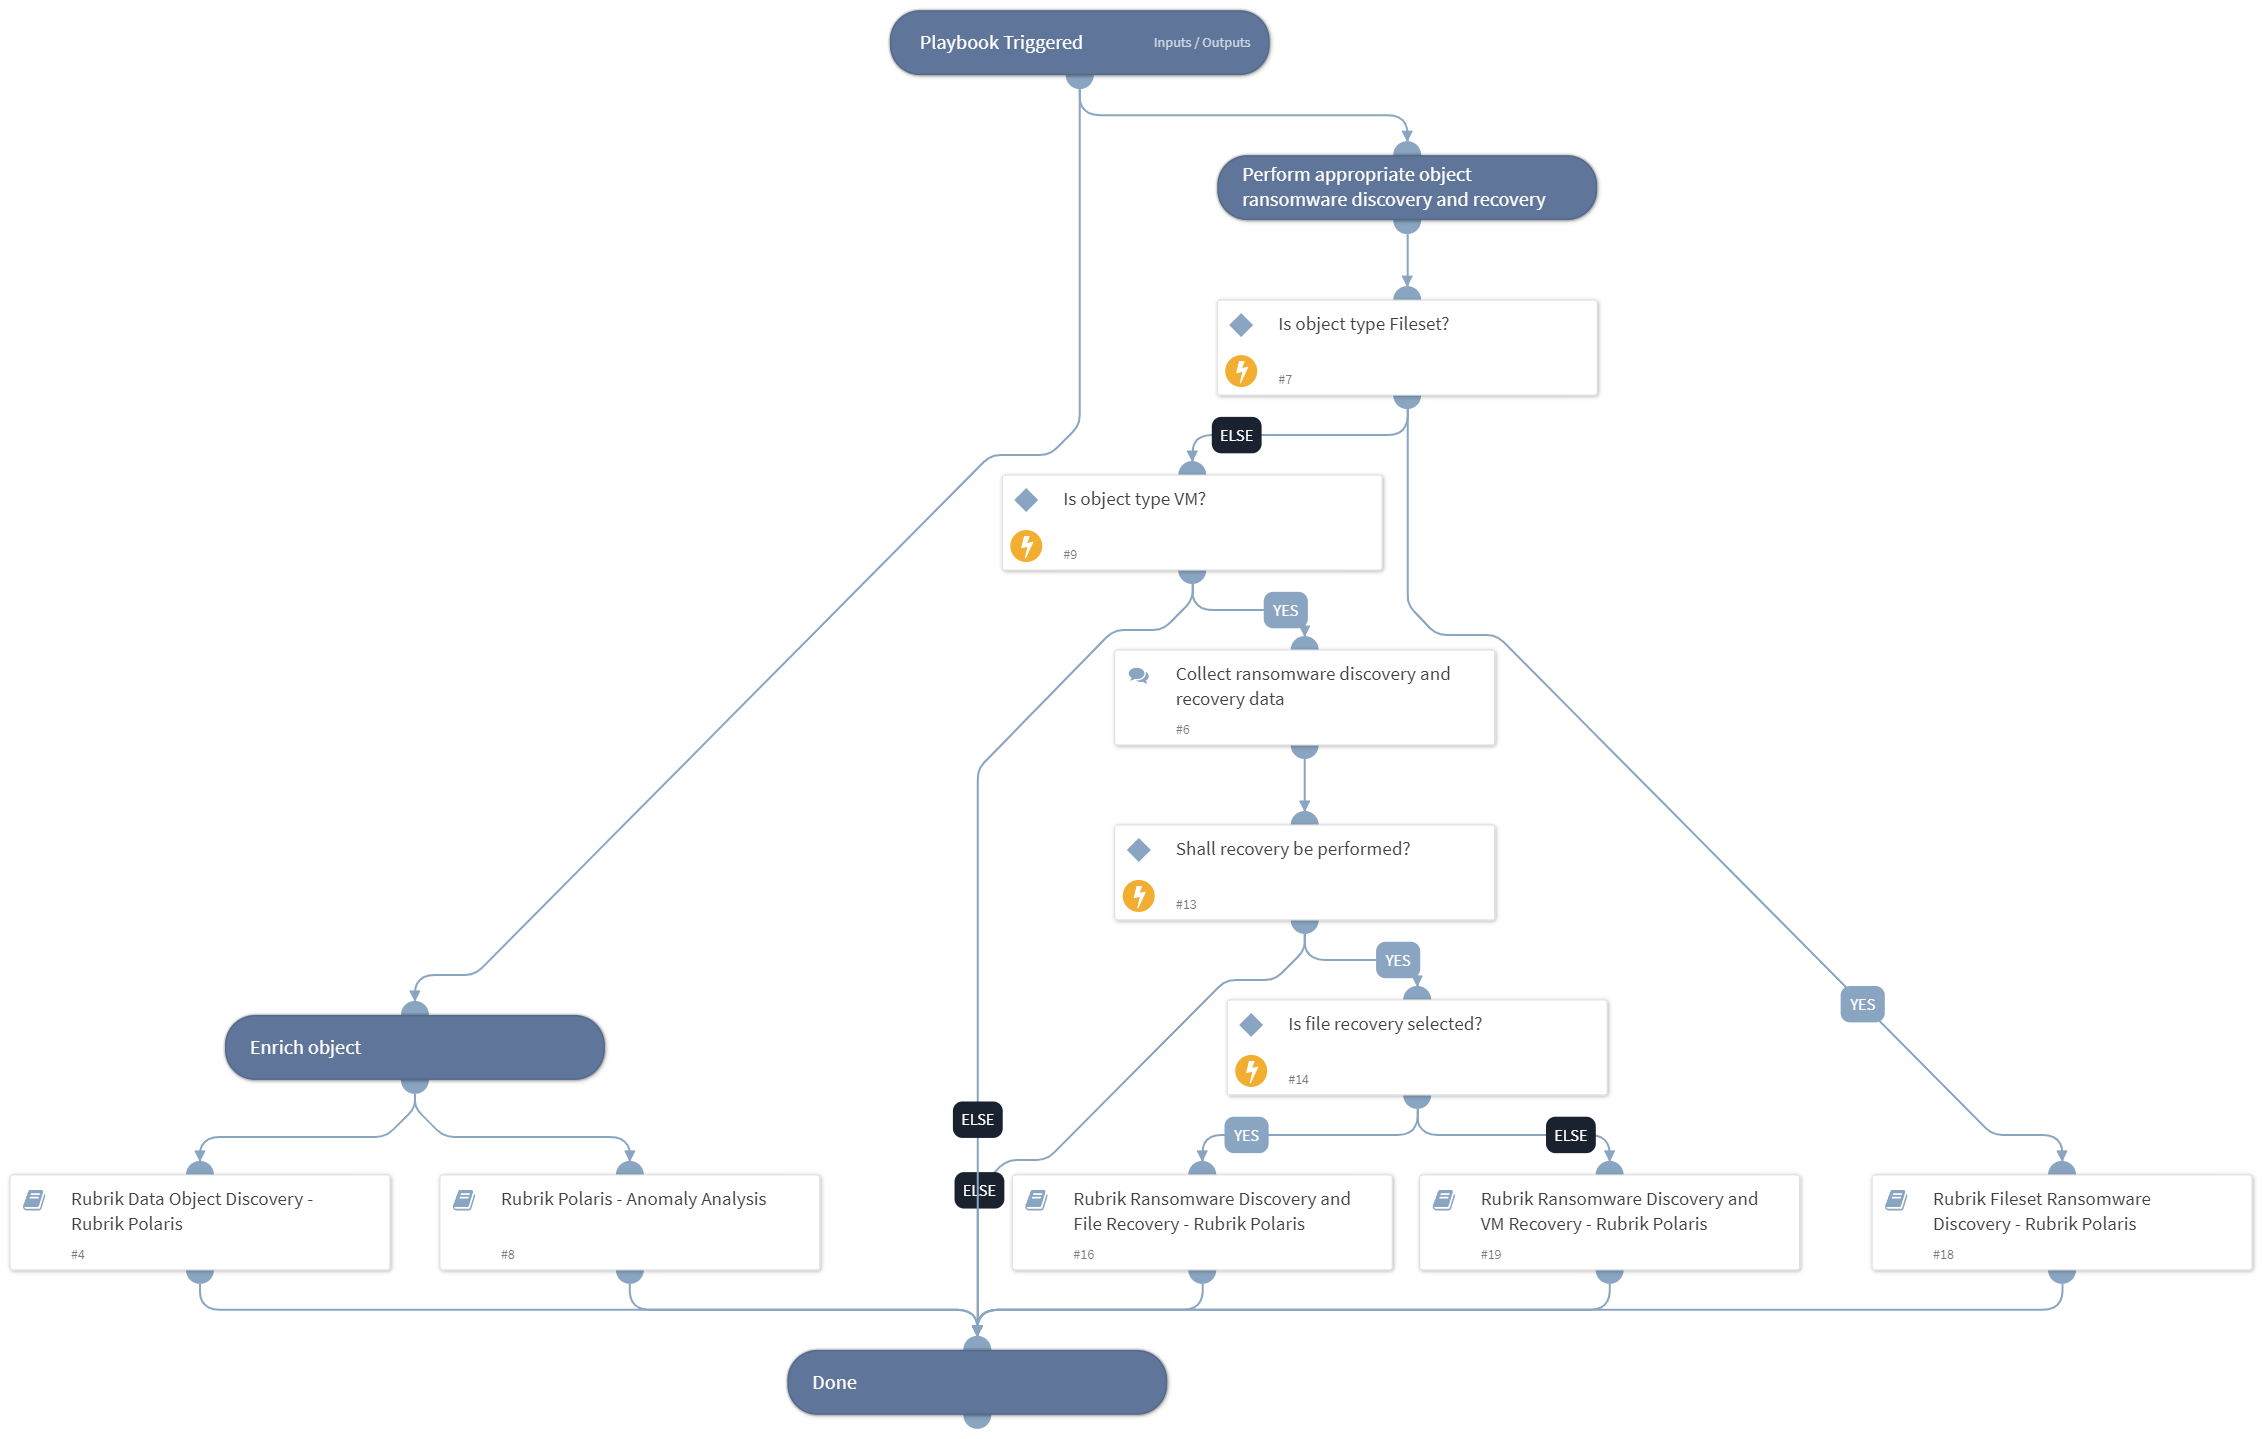 Playbook Triggered
Inputs / Outputs
Perform appropriate object
ransomware discovery and recovery
Is object type Fileset?
#7
ELSE
Is object type VM?
#9
YES
Collect ransomware discovery and
recovery data
#6
Shall recovery be performed?
#13
YES
Is file recovery selected?
#14
YES
Enrich object
ELSE
YES
ELSE
ELSE
Rubrik Data Object Discovery -
Rubrik Polaris
#4
Rubrik Polaris - Anomaly Analysis
#8
Rubrik Ransomware Discovery and
File Recovery - Rubrik Polaris
#16
Rubrik Ransomware Discovery and
VM Recovery - Rubrik Polaris
#19
Rubrik Fileset Ransomware
Discovery - Rubrik Polaris
#18
Done